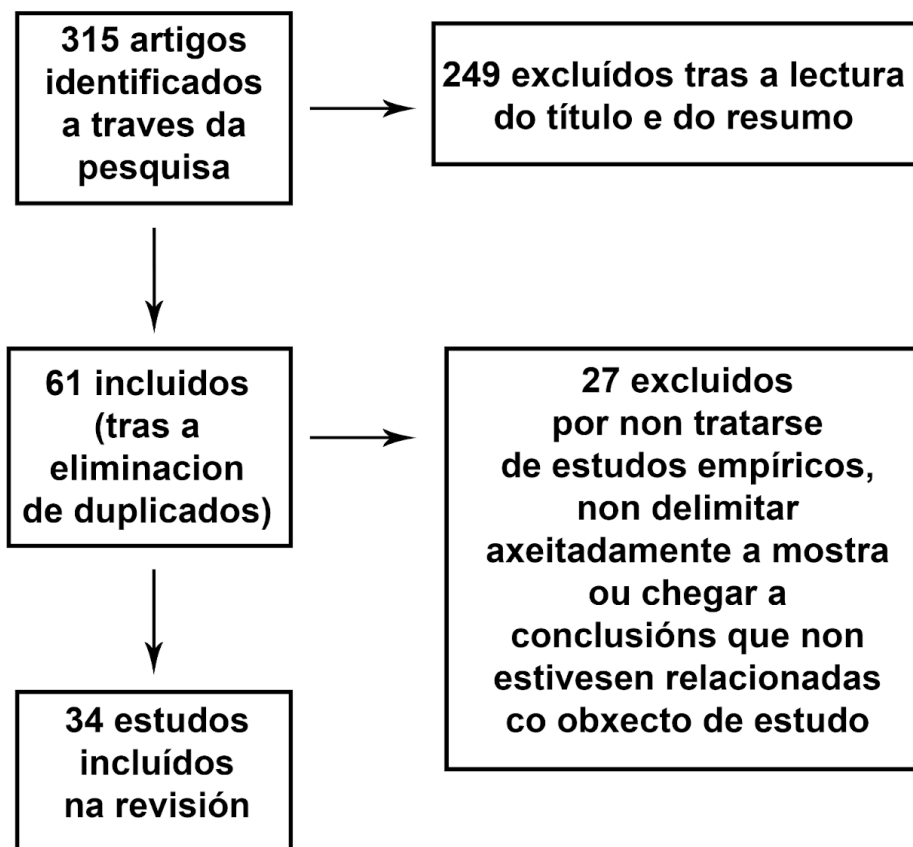 315 artigos
identificados
a traves da
pesquisa
249 excluídos tras a lectura
do título e do resumo
61 incluidos
(tras a
eliminacion
de duplicados)
27 excluidos
por non tratarse
de estudos empíricos,
non delimitar
axeitadamente a mostra
ou chegar a
conclusións que non
estivesen relacionadas
co obxecto de estudo
34 estudos
incluídos
na revisión